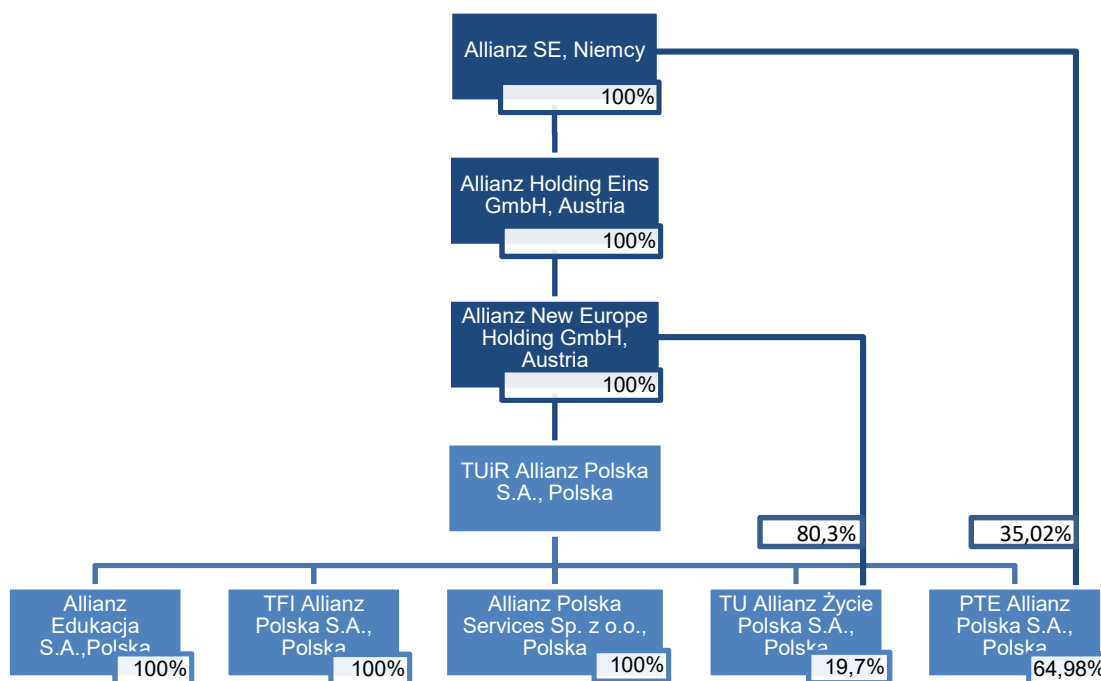 Allianz SE, Niemcy
100%
Allianz Holding Eins
GmbH, Austria
100%
Allianz New Europe
Holding GmbH,
Austria
100%
TUiR Allianz Polska
S.A., Polska
80,3%
35,02%
Allianz
Edukacja
S.A.,Polska
100%
TFI Allianz
Polska S.A.,
Polska
100%
Allianz Polska
Services Sp. z o.o.,
Polska
100%
TU Allianz Życie
Polska S.A.,
Polska
19,7%
PTE Allianz
Polska S.A.,
Polska
64,98%